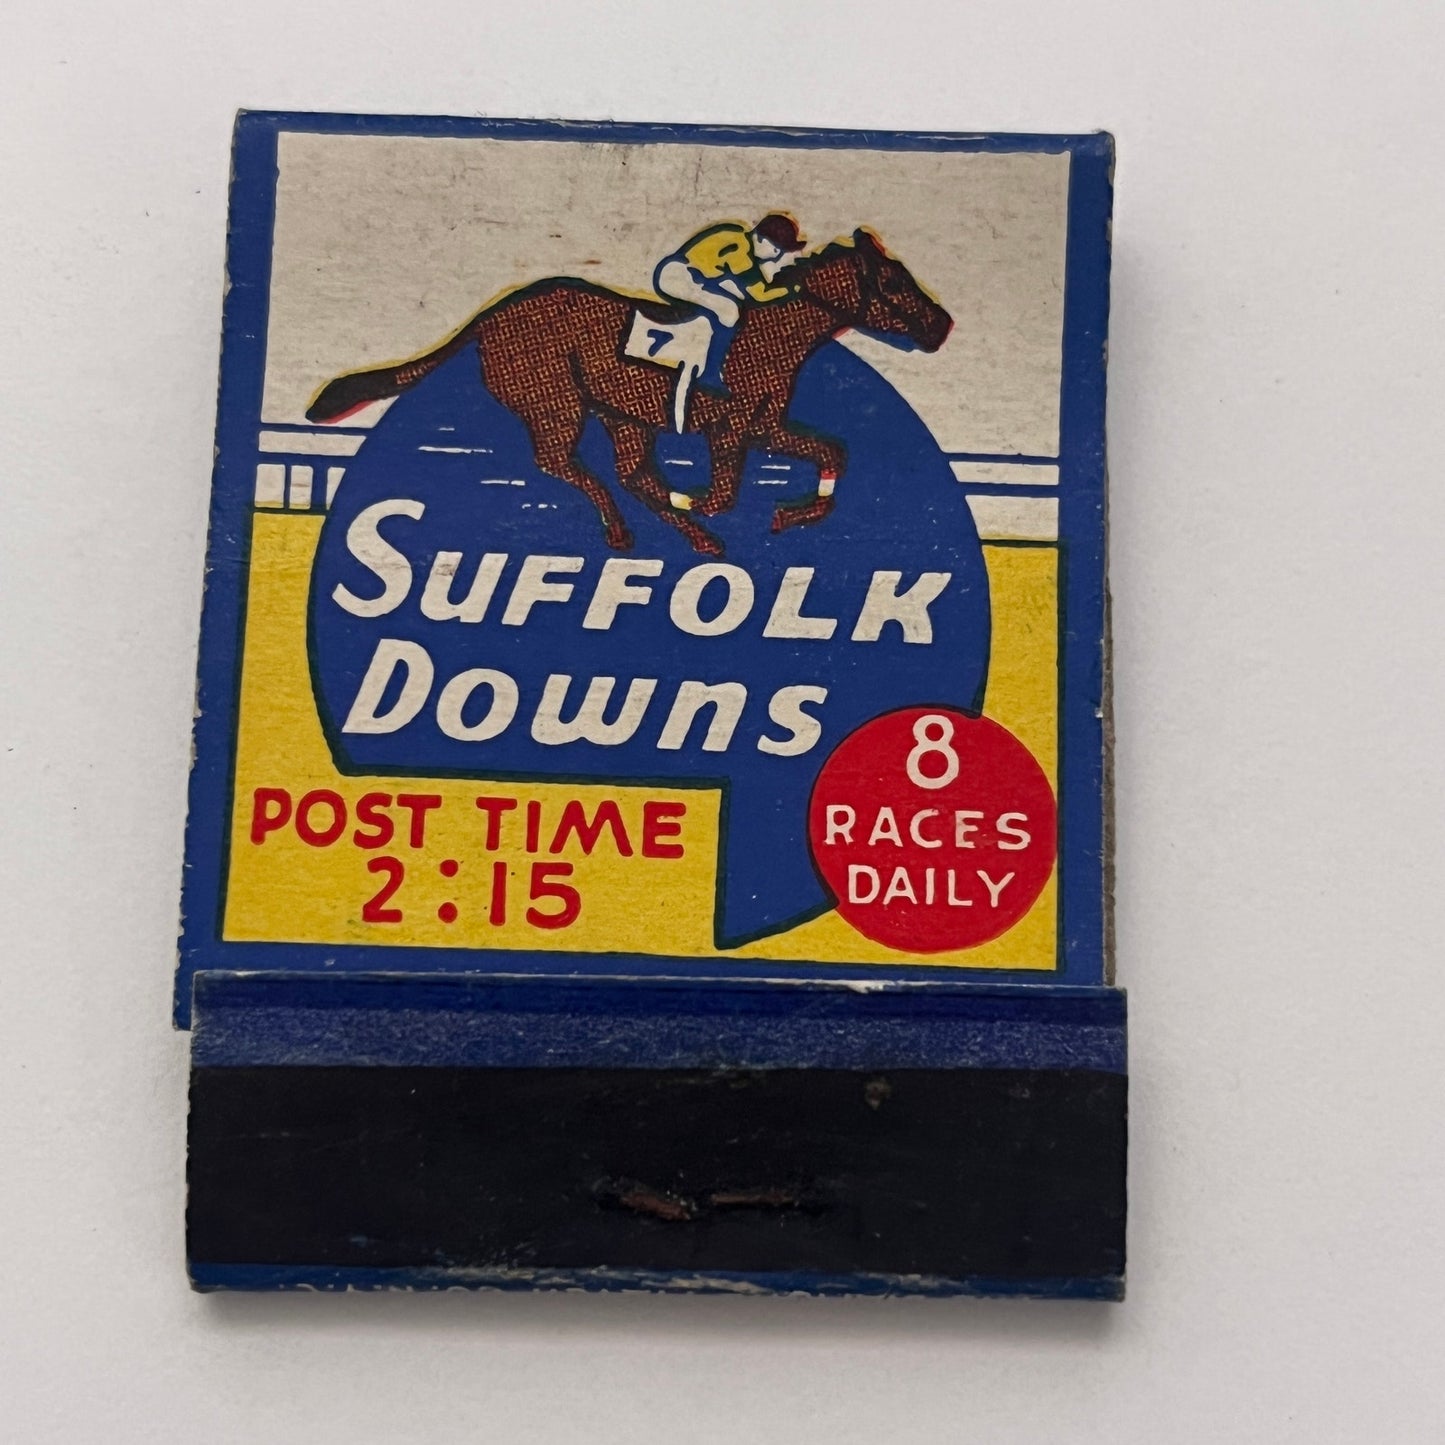 7
SUFFOLK
DOWNS
8
RACES
DAILY
POST TIME
2:15